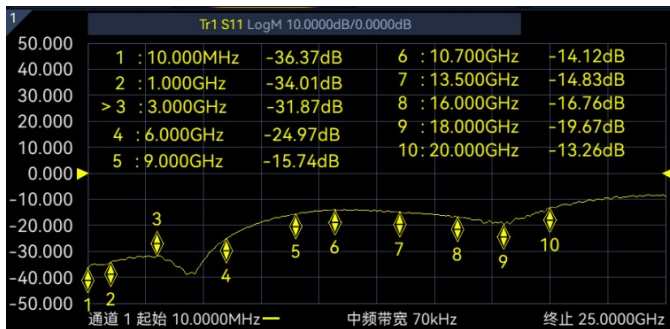 1
Tr1 S11 LogM 10.0000dB/0.0000dB
50.000
40.000
30.000
20.000
10.000
0.000
-10.000
-20.000
-30.000
-40.000
-50.000
1 : 10.000MHz -36.37dB
2 : 1.000GHz -34.01dB
>3 : 3.000GHz -31.87dB
4 : 6.000GHz -24.97dB
5 : 9.000GHz -15.74dB
6 : 10.700GHz -14.12dB
7 : 13.500GHz -14.83dB
8 : 16.000GHz -16.76dB
9 : 18.000GHz -19.67dB
10: 20.000GHz -13.26dB
1
2
3
4
5
6
7
8
9
10
通道 1 起始 10.0000MHz
中频带宽 70kHz
终止 25.0000GHz